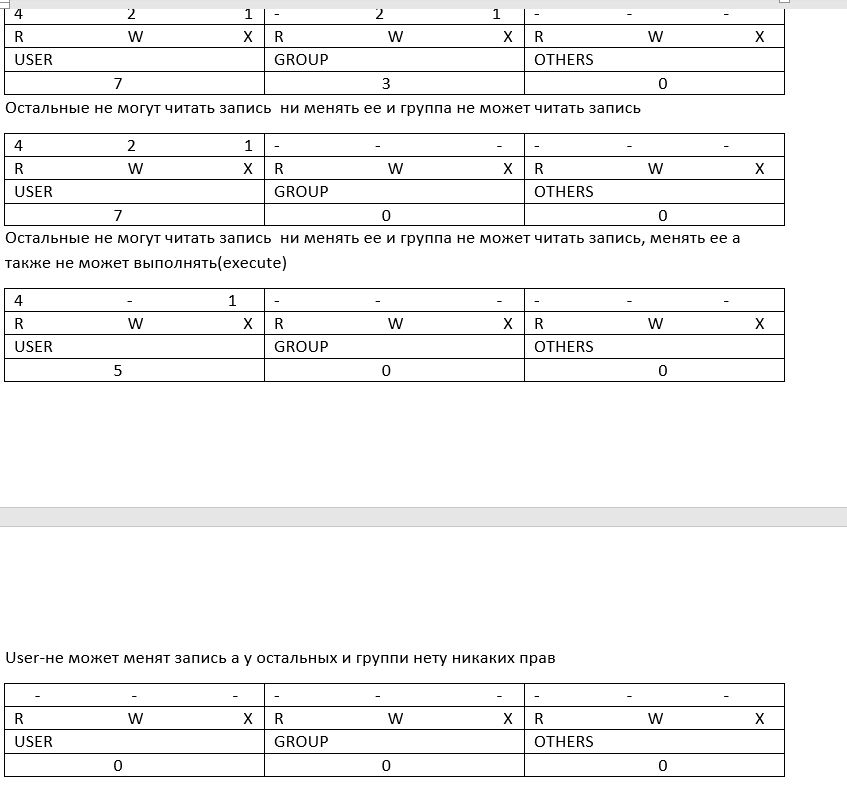 4 2 1 - 2 1 - - -
R W X R W X R W X
USER GROUP OTHERS
7 3 0
Остальные не могут читать запись  ни менять ее и группа не может читать запись
4 2 1 - - - - - -
R W X R W X R W X
USER GROUP OTHERS
7 0 0
Остальные не могут читать запись  ни менять ее и группа не может читать запись, менять ее а
также не может выполнять(execute)
4 - 1 - - - - - -
R W X R W X R W X
USER GROUP OTHERS
5 0 0
User-не может менят запись а у остальных и группи нету никаких прав
- - - - - - - - -
R W X R W X R W X
USER GROUP OTHERS
0 0 0